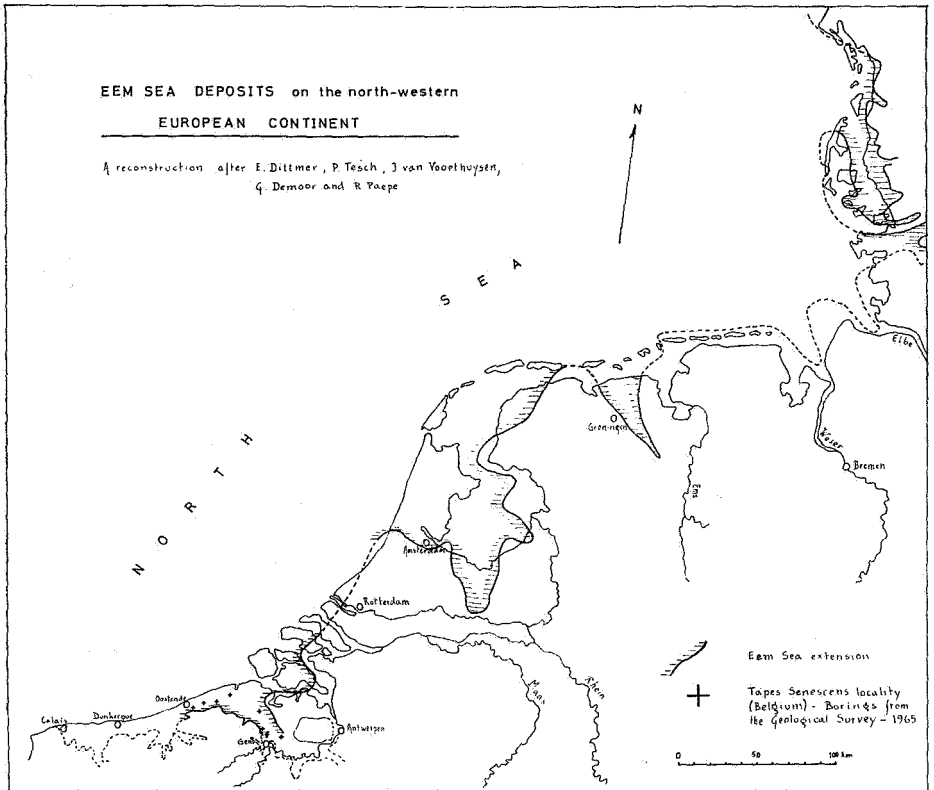 EEM SEA DEPOSITS on the north-western
EUROPEAN CONTINENT
A reconstruction after E. Dittmer, P. Tesch, J van Voorthuysen,
G. Demoor and R Paepe
N
NORTH SEA
Elbe
Weser
Bremen
Groningen
Ems
Amsterdam
Rotterdam
Maas
Rhein
Oostende
Dunkerque
Calais
Gent
Antwerpen
Eem Sea extension
Tapes Senescens locality
(Belgium) - Borings from
the Geological Survey - 1965
0 50 100 km